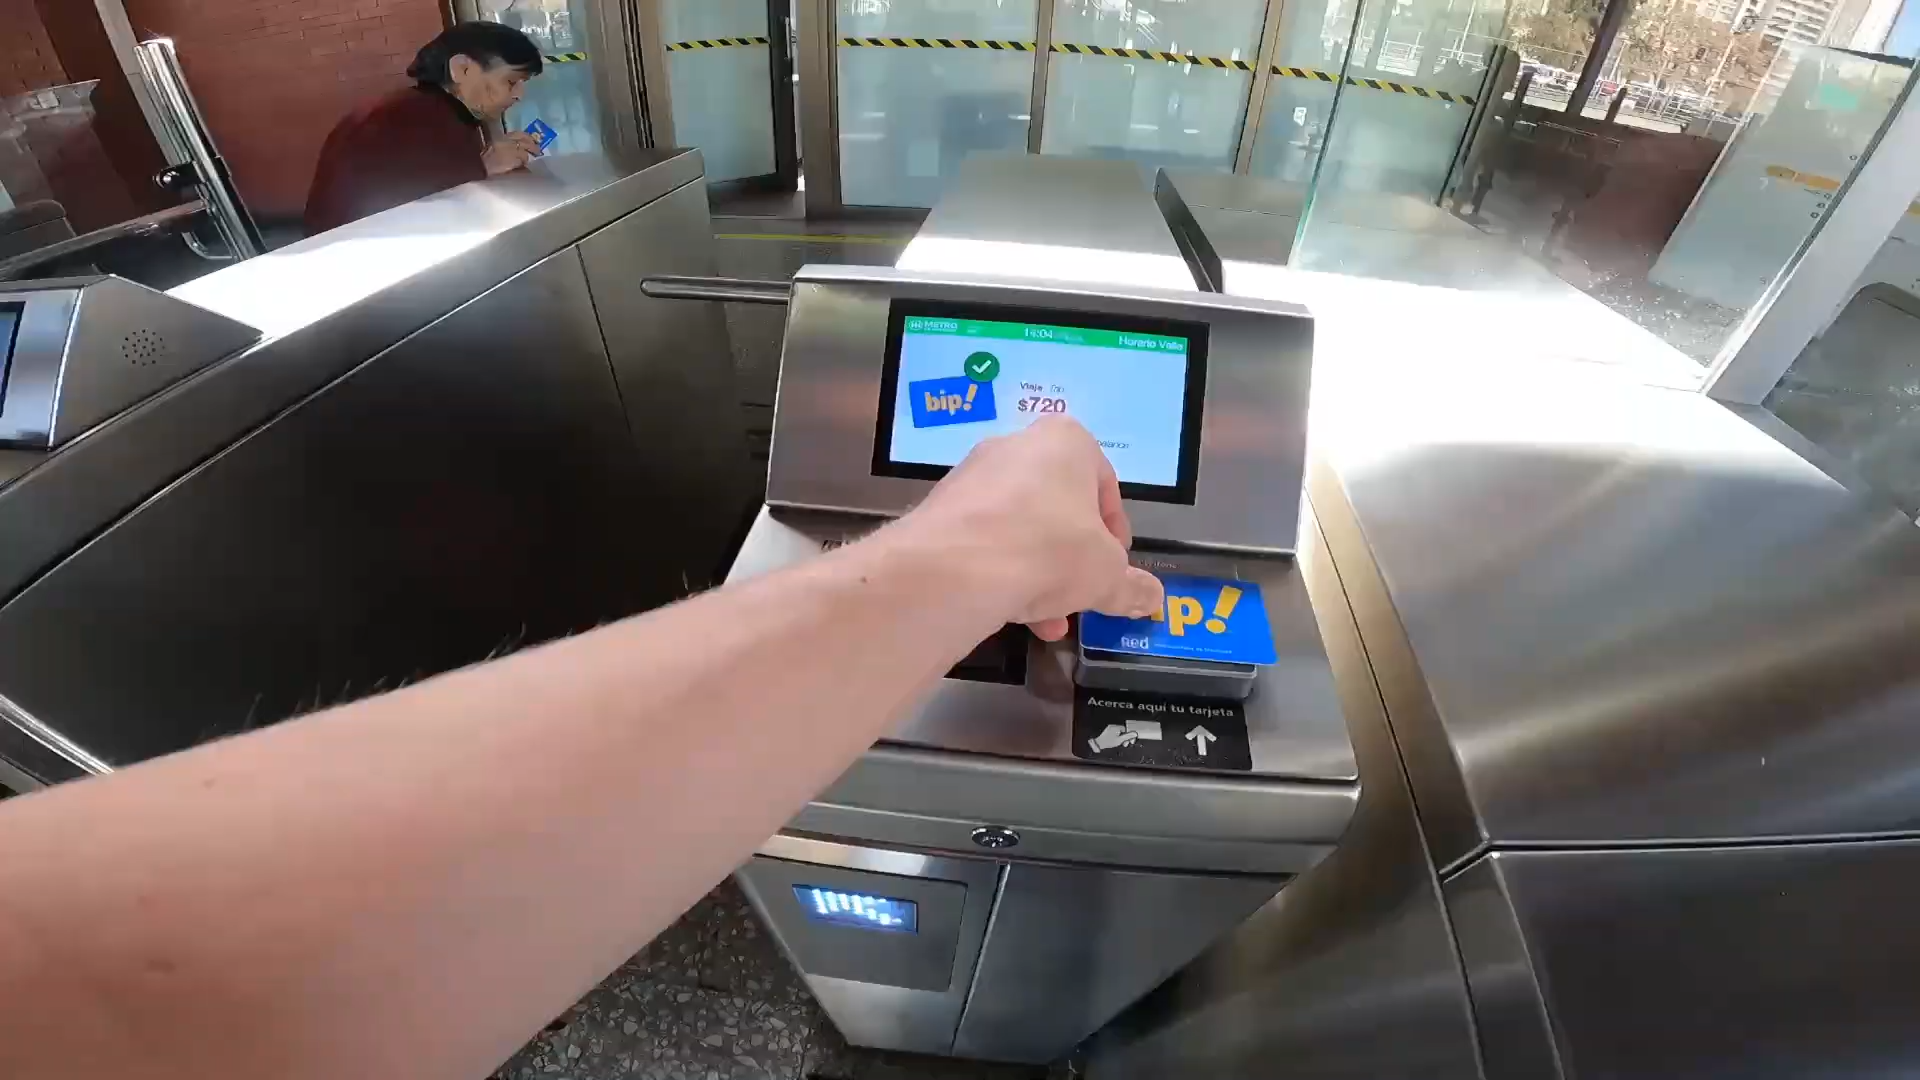 METRO
14:04
Horario Valle
bip!
Viaje
$720
bip!
red
Acerca aquí tu tarjeta